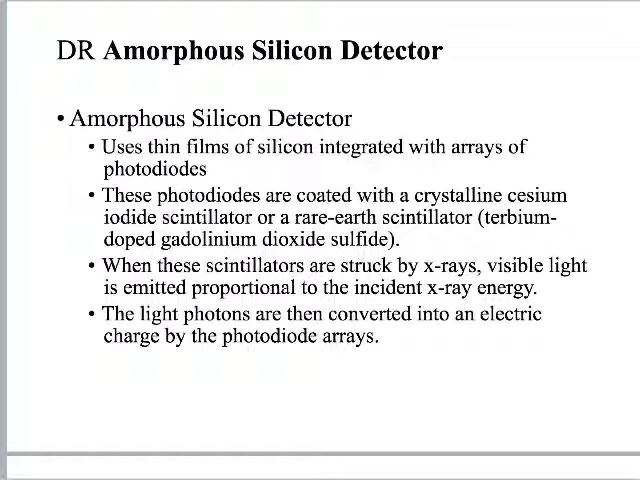 DR Amorphous Silicon Detector
• Amorphous Silicon Detector
• Uses thin films of silicon integrated with arrays of
photodiodes
• These photodiodes are coated with a crystalline cesium
iodide scintillator or a rare-earth scintillator (terbium-
doped gadolinium dioxide sulfide).
• When these scintillators are struck by x-rays, visible light
is emitted proportional to the incident x-ray energy.
• The light photons are then converted into an electric
charge by the photodiode arrays.